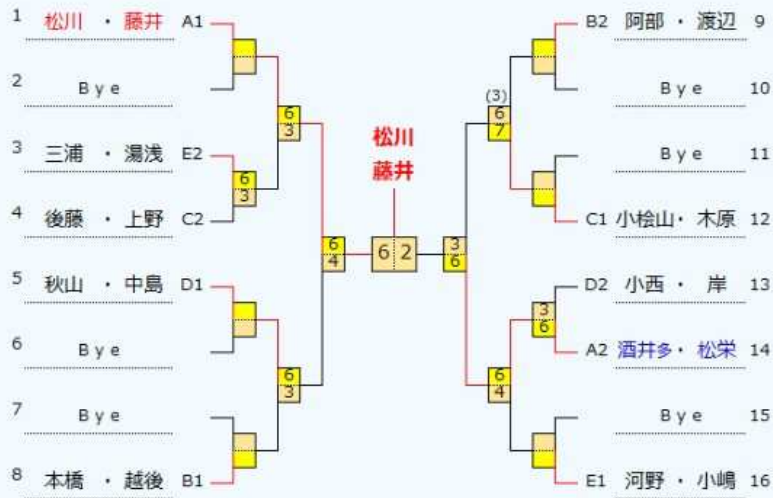 1 松川 ・ 藤井 A1
2 Bye
3 三浦 ・ 湯浅 E2
4 後藤 ・ 上野 C2
5 秋山 ・ 中島 D1
6 Bye
7 Bye
8 本橋 ・ 越後 B1
6
3
6
3
6
3
6
4
松川
藤井
6 2
3
6
(3)
6
7
3
6
6
4
B2 阿部 ・ 渡辺 9
Bye 10
Bye 11
C1 小桧山 ・ 木原 12
D2 小西 ・ 岸 13
A2 酒井多 ・ 松栄 14
Bye 15
E1 河野 ・ 小嶋 16